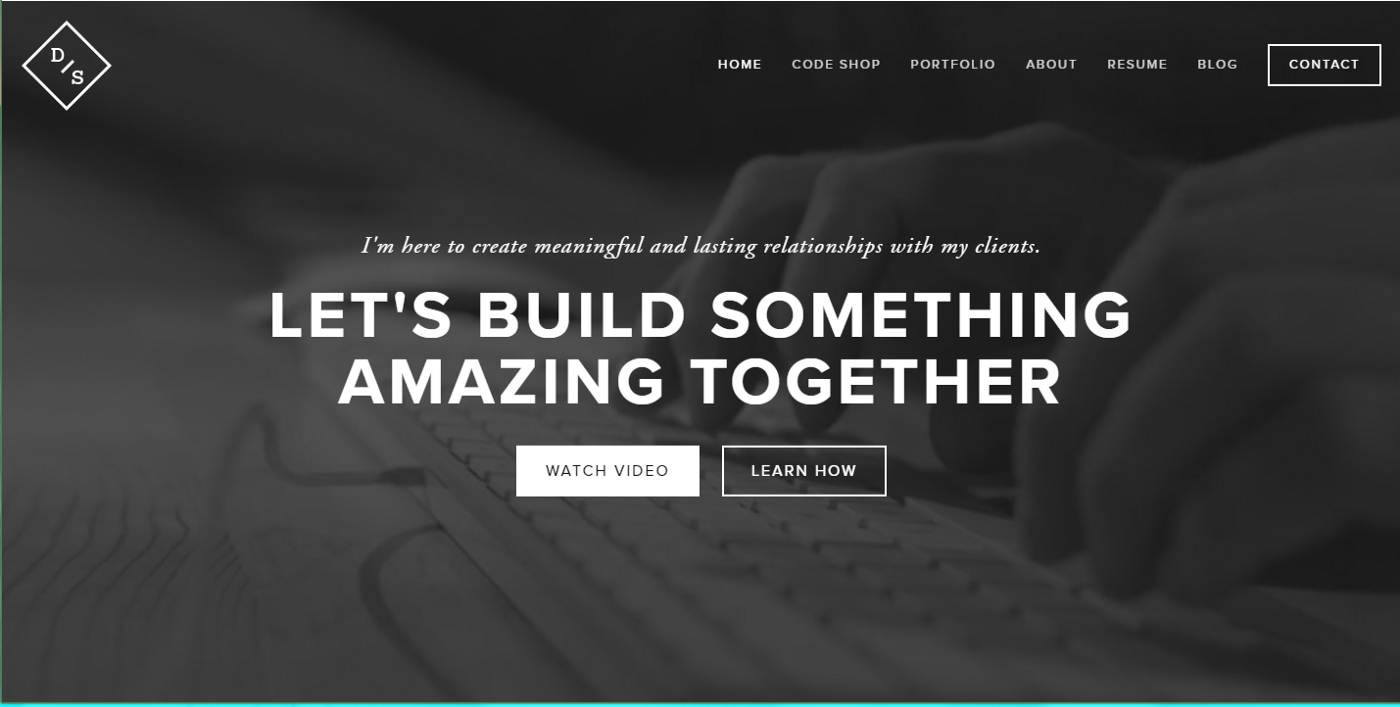 D/S
HOME CODE SHOP PORTFOLIO ABOUT RESUME BLOG CONTACT
I'm here to create meaningful and lasting relationships with my clients.
LET'S BUILD SOMETHING
AMAZING TOGETHER
WATCH VIDEO LEARN HOW